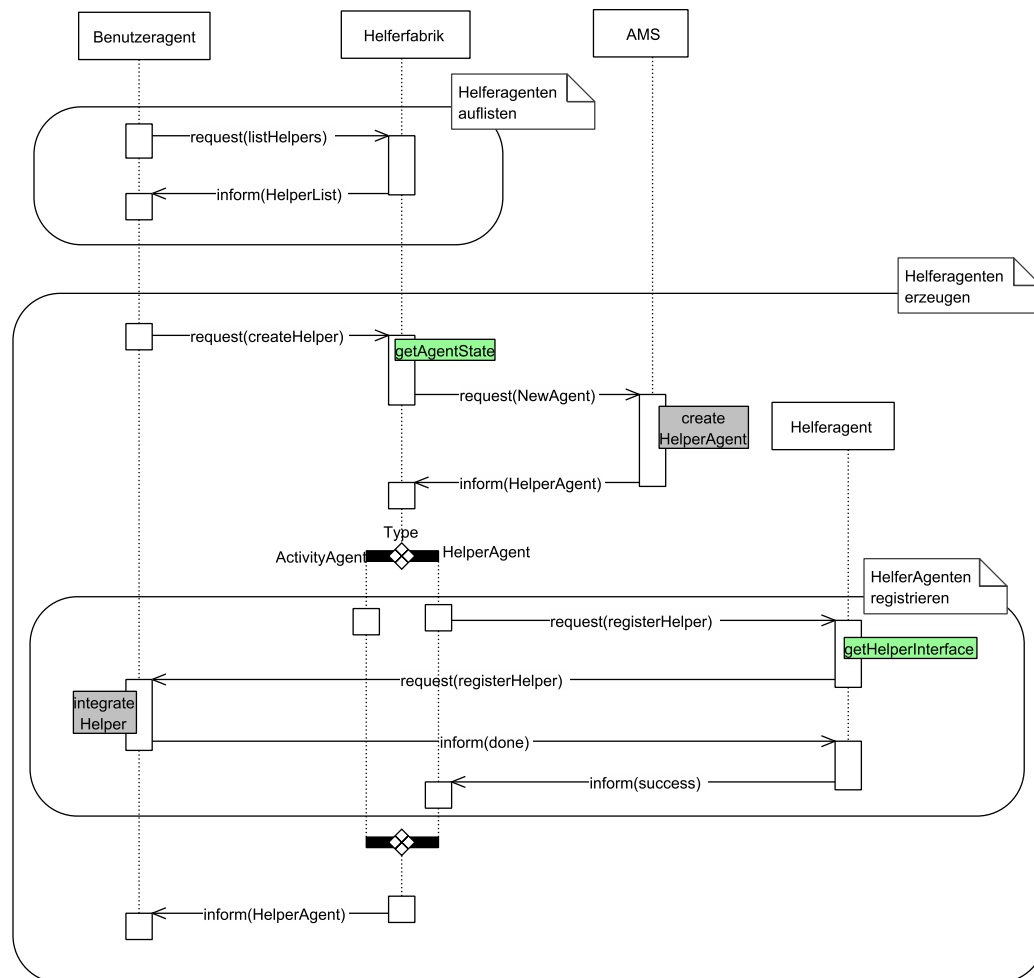 Benutzeragent
Helferfabrik
AMS
Helferagenten
auflisten
request(listHelpers)
inform(HelperList)
Helferagenten
erzeugen
request(createHelper)
getAgentState
request(NewAgent)
create
HelperAgent
Helferagent
inform(HelperAgent)
Type
ActivityAgent
HelperAgent
HelferAgenten
registrieren
request(registerHelper)
getHelperInterface
request(registerHelper)
integrate
Helper
inform(done)
inform(success)
inform(HelperAgent)